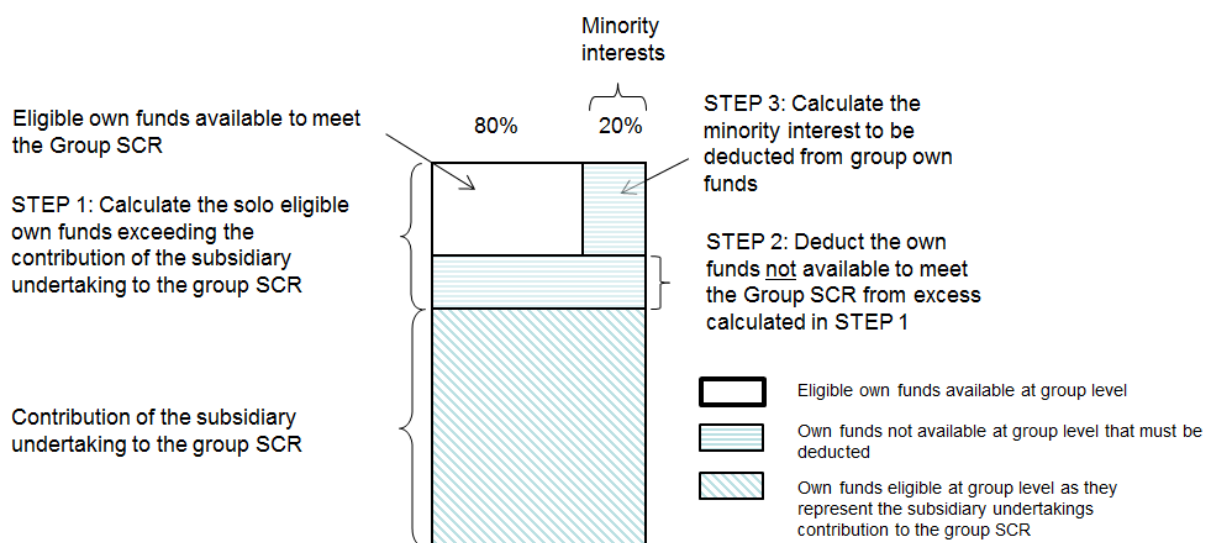 Minority
interests
Eligible own funds available to meet
the Group SCR
80%
20%
STEP 3: Calculate the
minority interest to be
deducted from group own
funds
STEP 1: Calculate the solo eligible
own funds exceeding the
contribution of the subsidiary
undertaking to the group SCR
STEP 2: Deduct the own
funds not available to meet
the Group SCR from excess
calculated in STEP 1
Contribution of the subsidiary
undertaking to the group SCR
Eligible own funds available at group level
Own funds not available at group level that must be
deducted
Own funds eligible at group level as they
represent the subsidiary undertakings
contribution to the group SCR